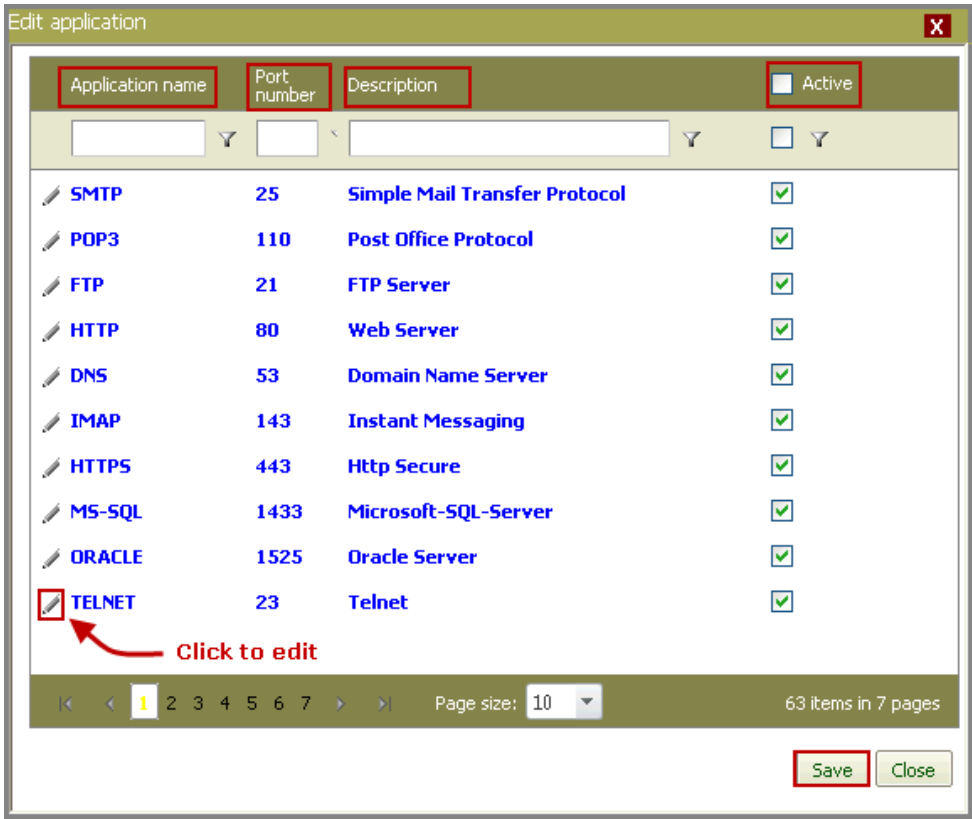 Edit application
X
Application name Port number Description Active
SMTP 25 Simple Mail Transfer Protocol
POP3 110 Post Office Protocol
FTP 21 FTP Server
HTTP 80 Web Server
DNS 53 Domain Name Server
IMAP 143 Instant Messaging
HTTPS 443 Http Secure
MS-SQL 1433 Microsoft-SQL-Server
ORACLE 1525 Oracle Server
TELNET 23 Telnet
Click to edit
1 2 3 4 5 6 7 Page size: 10 63 items in 7 pages
Save Close